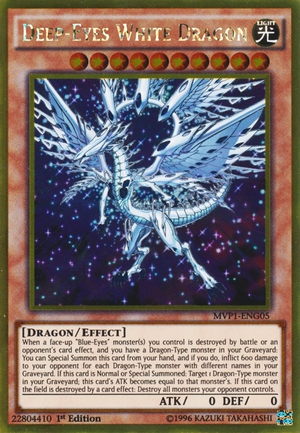 DEEP-EYES WHITE DRAGON
LIGHT
光
MVP1-ENG05
[DRAGON/EFFECT]
When a face-up "Blue-Eyes" monster(s) you control is destroyed by battle or an
opponent's card effect, and you have a Dragon-Type monster in your Graveyard:
You can Special Summon this card from your hand, and if you do, inflict 600 damage
to your opponent for each Dragon-Type monster with different names in your
Graveyard. If this card is Normal or Special Summoned: Target 1 Dragon-Type monster
in your Graveyard; this card's ATK becomes equal to that monster's. If this card on
the field is destroyed by a card effect: Destroy all monsters your opponent controls.
ATK/ 0 DEF/ 0
22804410 1st Edition ©1996 KAZUKI TAKAHASHI